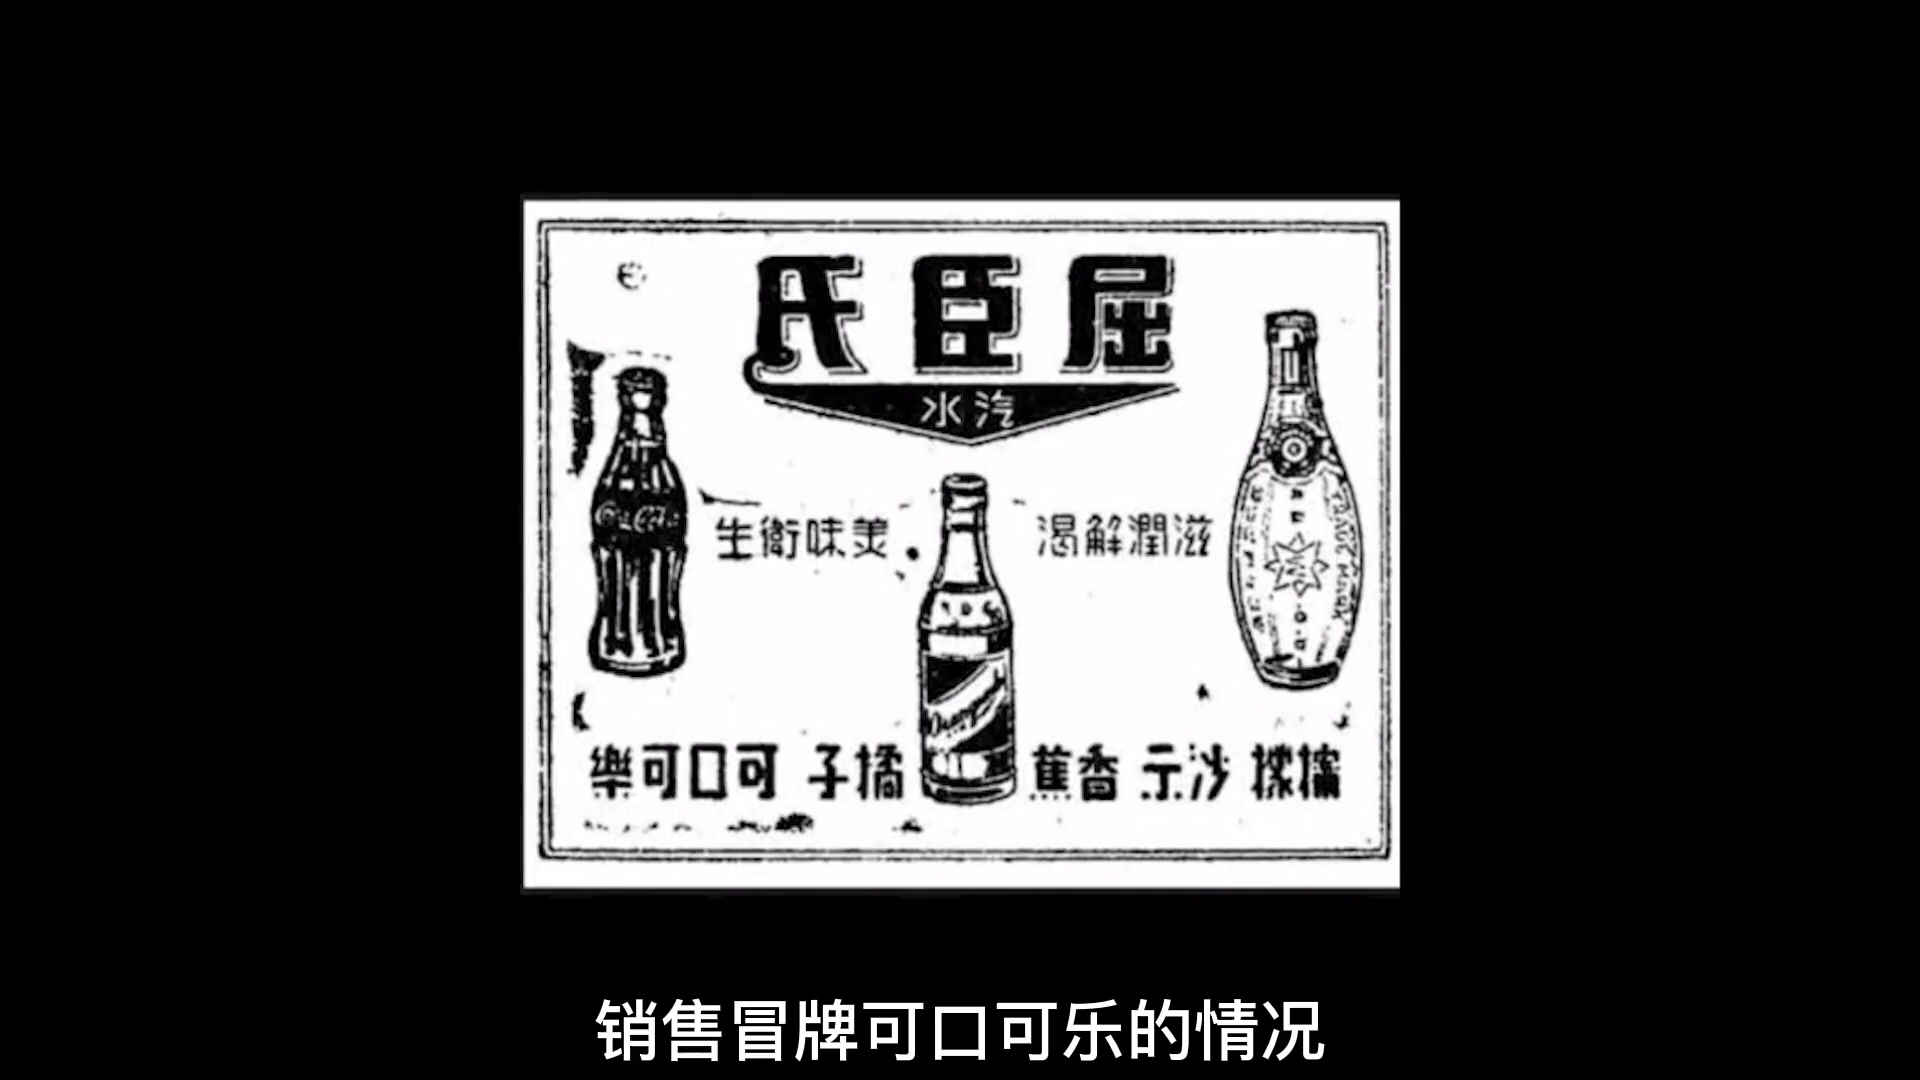 屈臣氏
汽水
滋潤解渴
美味衛生
Coca-Cola
TRADE MARK
檸檬 沙示 香蕉 橘子 可口可樂
销售冒牌可口可乐的情况